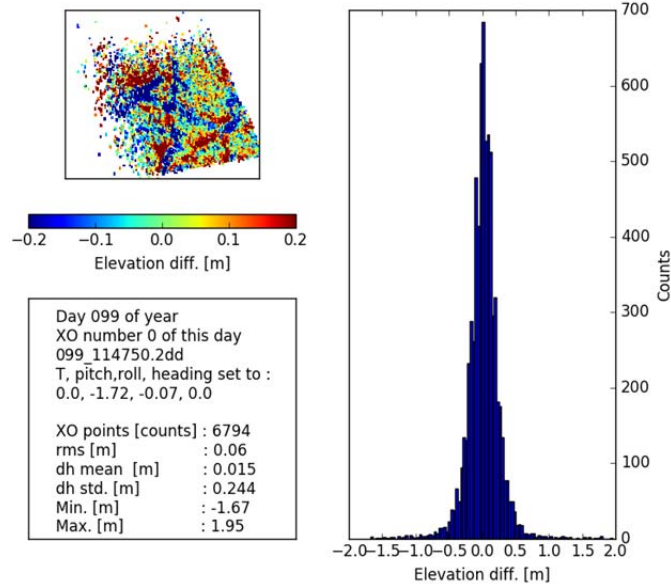 −0.2 −0.1 0.0 0.1 0.2
Elevation diff. [m]
Day 099 of year
XO number 0 of this day
099_114750.2dd
T, pitch,roll, heading set to :
0.0, -1.72, -0.07, 0.0
XO points [counts] : 6794
rms [m] : 0.06
dh mean [m] : 0.015
dh std. [m] : 0.244
Min. [m] : -1.67
Max. [m] : 1.95
700
600
500
400
300
200
100
0
Counts
−2.0 −1.5 −1.0 −0.5 0.0 0.5 1.0 1.5 2.0
Elevation diff. [m]